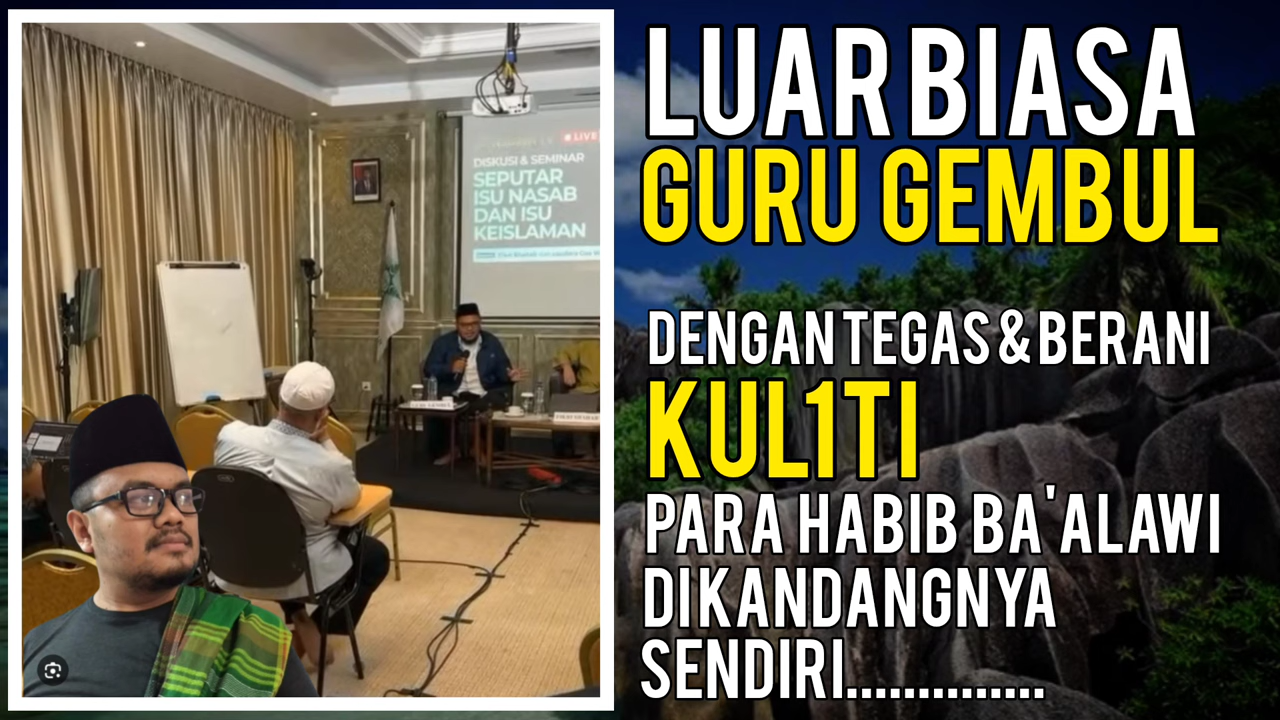 LIVE
DISKUSI & SEMINAR
SEPUTAR
ISU NASAB
DAN ISU
KEISLAMAN
LUAR BIASA
GURU GEMBUL
DENGAN TEGAS & BERANI
KUL1TI
PARA HABIB BA'ALAWI
DIKANDANGNYA
SENDIRI..............